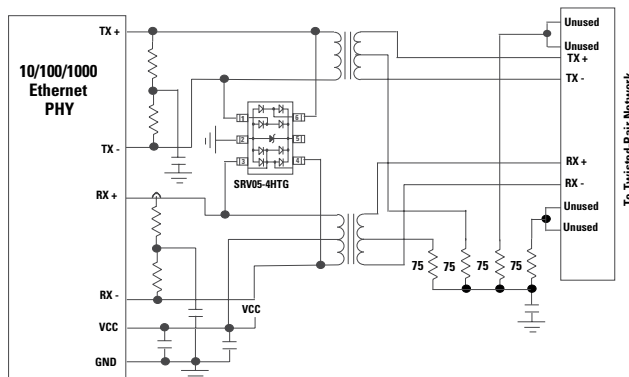 10/100/1000
Ethernet
PHY
TX +
TX -
RX +
RX -
VCC
GND
1
2
3
6
5
4
SRV05-4HTG
VCC
75
75
75
75
Unused
Unused
TX +
TX -
RX +
RX -
Unused
Unused
To Twisted Pair Network